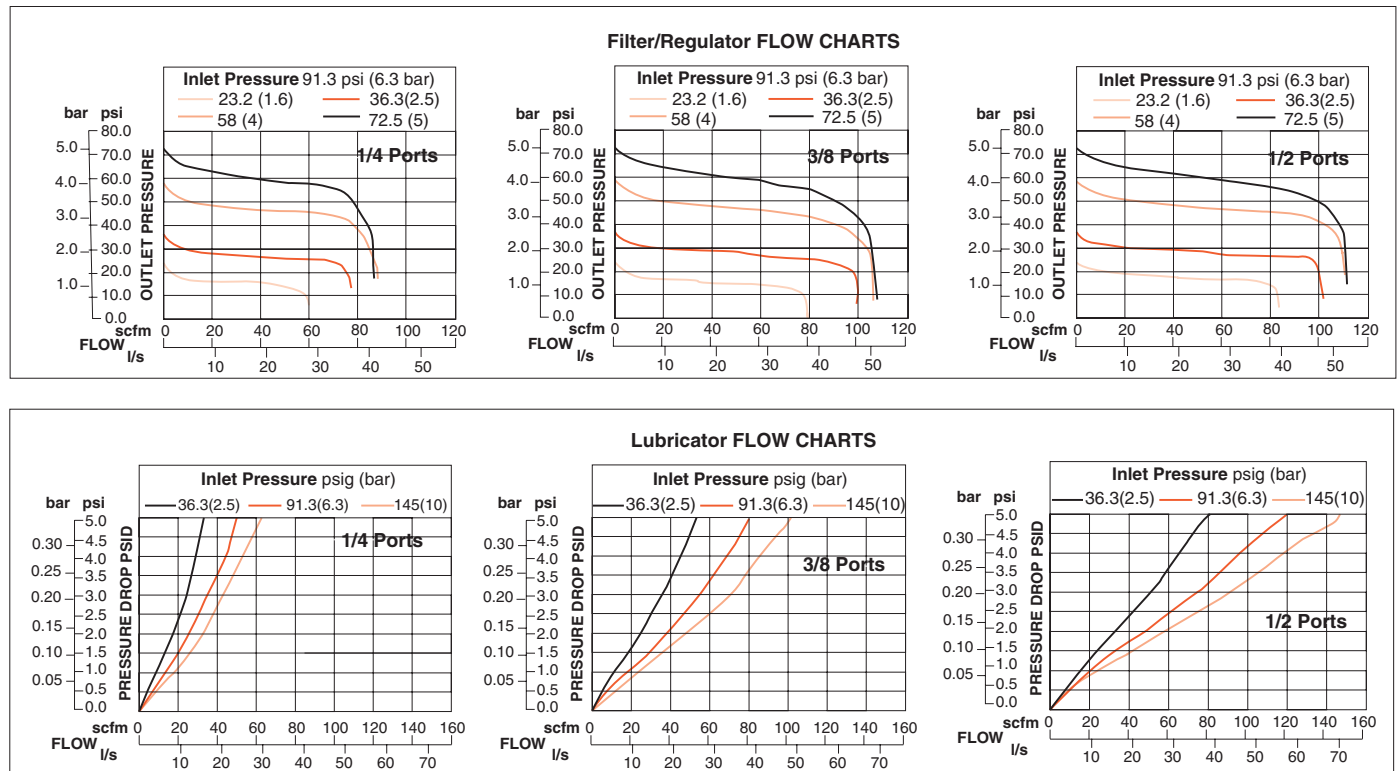 Filter/Regulator FLOW CHARTS
Inlet Pressure 91.3 psi (6.3 bar)
23.2 (1.6) 36.3(2.5)
58 (4) 72.5 (5)
bar psi
80.0
70.0
60.0
50.0
40.0
30.0
20.0
10.0
0.0
5.0
4.0
3.0
2.0
1.0
OUTLET PRESSURE
1/4 Ports
scfm 0 20 40 60 80 100 120
FLOW
l/s 10 20 30 40 50
Inlet Pressure 91.3 psi (6.3 bar)
23.2 (1.6) 36.3(2.5)
58 (4) 72.5 (5)
bar psi
80.0
70.0
60.0
50.0
40.0
30.0
20.0
10.0
0.0
5.0
4.0
3.0
2.0
1.0
OUTLET PRESSURE
3/8 Ports
scfm 0 20 40 60 80 100 120
FLOW
l/s 10 20 30 40 50
Inlet Pressure 91.3 psi (6.3 bar)
23.2 (1.6) 36.3(2.5)
58 (4) 72.5 (5)
bar psi
80.0
70.0
60.0
50.0
40.0
30.0
20.0
10.0
0.0
5.0
4.0
3.0
2.0
1.0
OUTLET PRESSURE
1/2 Ports
scfm 0 20 40 60 80 100 120
FLOW
l/s 10 20 30 40 50
Lubricator FLOW CHARTS
Inlet Pressure psig (bar)
36.3(2.5) 91.3(6.3) 145(10)
bar psi
5.0
4.5
4.0
3.5
3.0
2.5
2.0
1.5
1.0
0.5
0.0
0.30
0.25
0.20
0.15
0.10
0.05
PRESSURE DROP PSID
1/4 Ports
scfm 0 20 40 60 80 100 120 140 160
FLOW
l/s 10 20 30 40 50 60 70
Inlet Pressure psig (bar)
36.3(2.5) 91.3(6.3) 145(10)
bar psi
5.0
4.5
4.0
3.5
3.0
2.5
2.0
1.5
1.0
0.5
0.0
0.30
0.25
0.20
0.15
0.10
0.05
PRESSURE DROP PSID
3/8 Ports
scfm 0 20 40 60 80 100 120 140 160
FLOW
l/s 10 20 30 40 50 60 70
Inlet Pressure psig (bar)
36.3(2.5) 91.3(6.3) 145(10)
bar psi
5.0
4.5
4.0
3.5
3.0
2.5
2.0
1.5
1.0
0.5
0.0
0.30
0.25
0.20
0.15
0.10
0.05
PRESSURE DROP PSID
1/2 Ports
scfm 0 20 40 60 80 100 120 140 160
FLOW
l/s 10 20 30 40 50 60 70